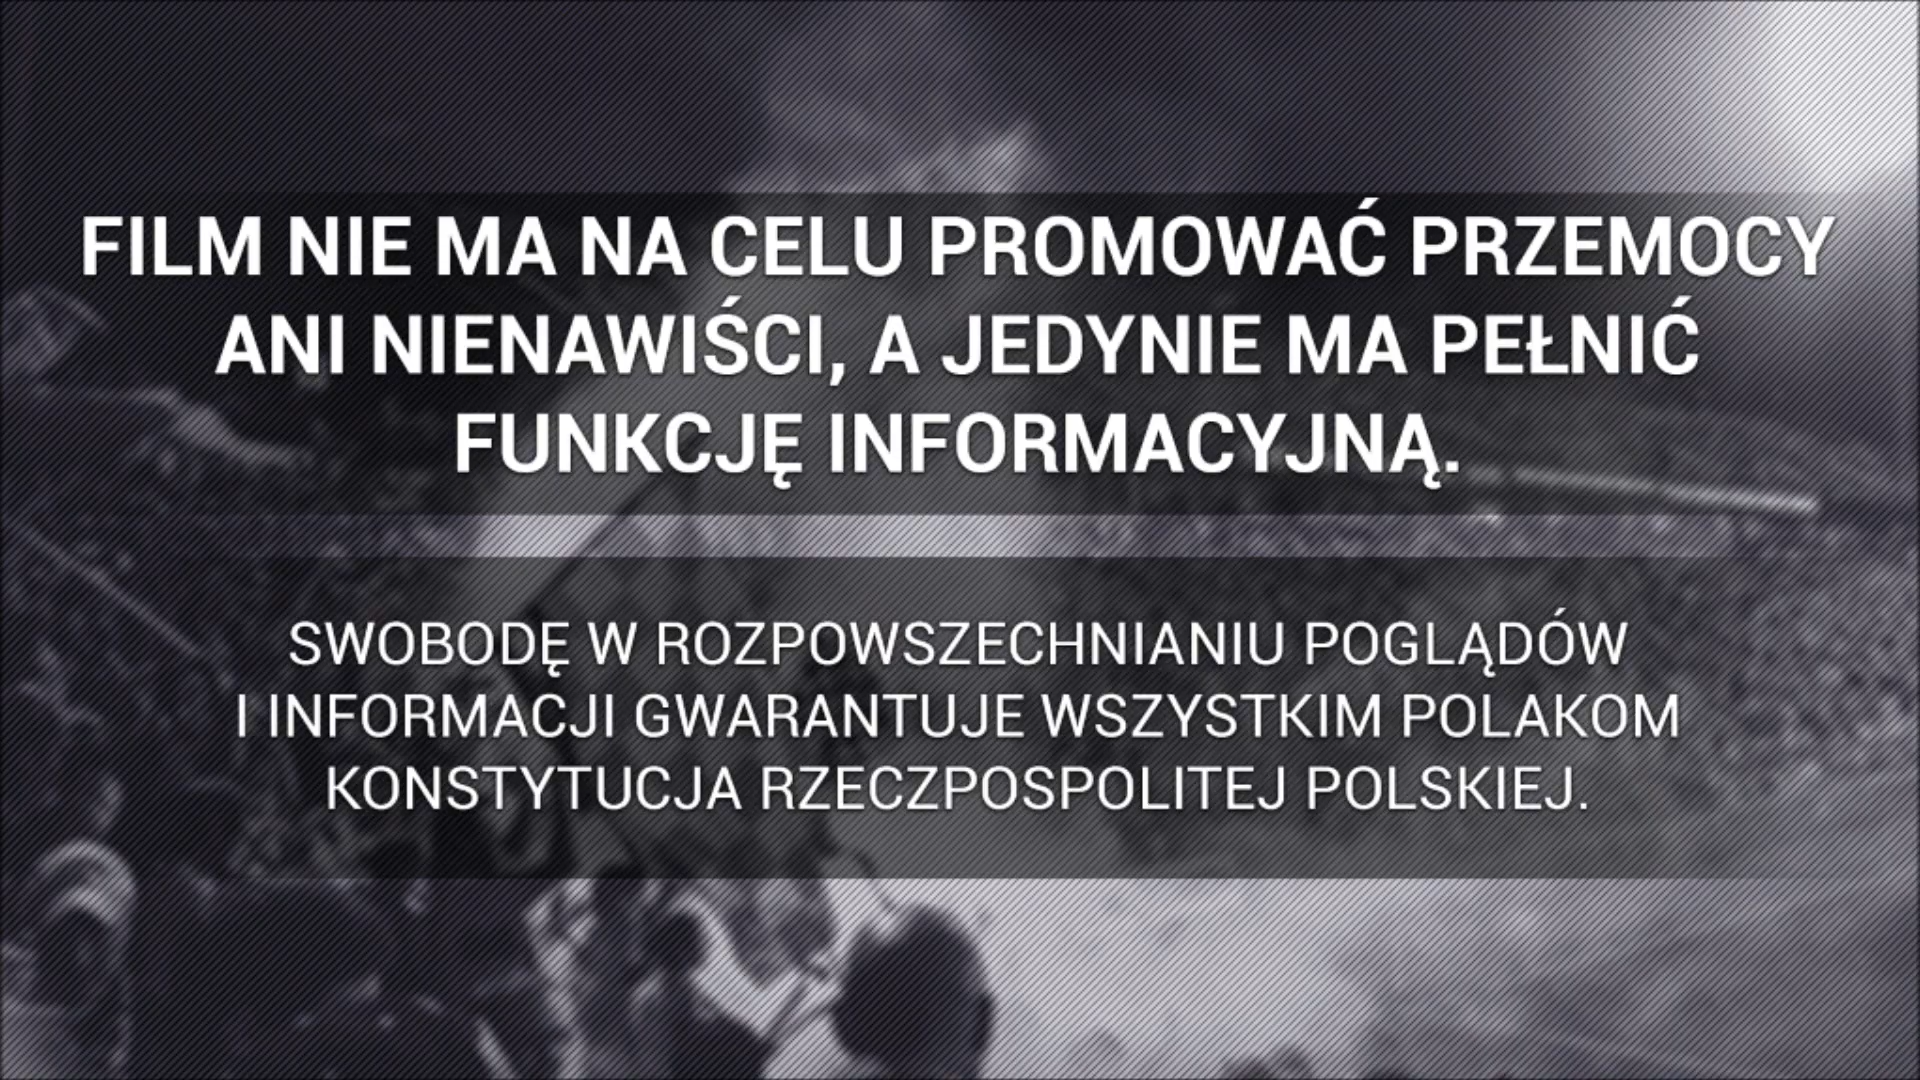 FILM NIE MA NA CELU PROMOWAĆ PRZEMOCY
ANI NIENAWIŚCI, A JEDYNIE MA PEŁNIĆ
FUNKCJĘ INFORMACYJNĄ.
SWOBODĘ W ROZPOWSZECHNIANIU POGLĄDÓW
I INFORMACJI GWARANTUJE WSZYSTKIM POLAKOM
KONSTYTUCJA RZECZPOSPOLITEJ POLSKIEJ.